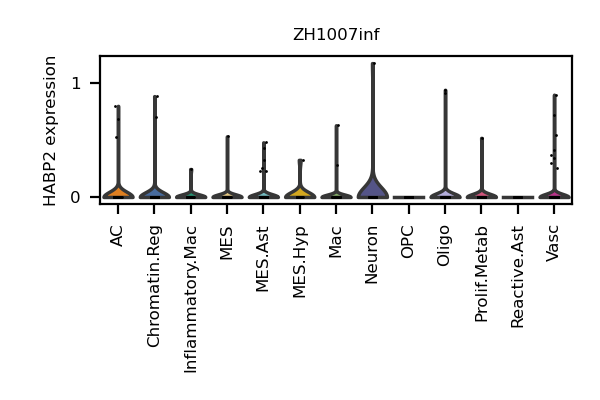 ZH1007inf
HABP2 expression
1
0
AC
Chromatin.Reg
Inflammatory.Mac
MES
MES.Ast
MES.Hyp
Mac
Neuron
OPC
Oligo
Prolif.Metab
Reactive.Ast
Vasc